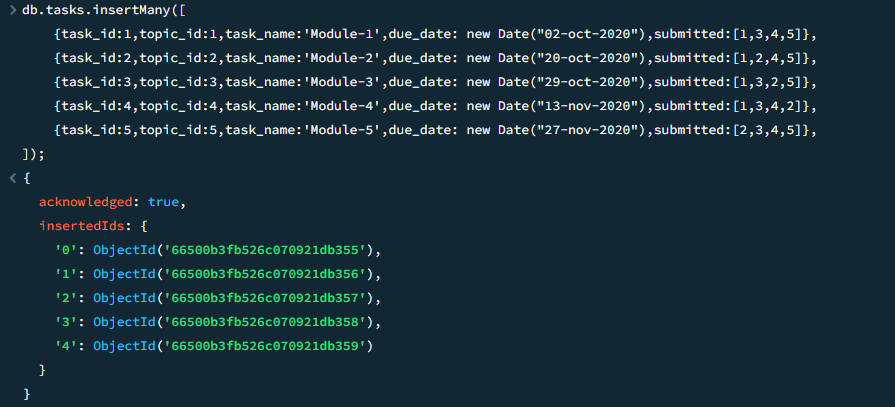 > db.tasks.insertMany([
{task_id:1,topic_id:1,task_name:'Module-1',due_date: new Date("02-oct-2020"),submitted:[1,3,4,5]},
{task_id:2,topic_id:2,task_name:'Module-2',due_date: new Date("20-oct-2020"),submitted:[1,2,4,5]},
{task_id:3,topic_id:3,task_name:'Module-3',due_date: new Date("29-oct-2020"),submitted:[1,3,2,5]},
{task_id:4,topic_id:4,task_name:'Module-4',due_date: new Date("13-nov-2020"),submitted:[1,3,4,2]},
{task_id:5,topic_id:5,task_name:'Module-5',due_date: new Date("27-nov-2020"),submitted:[2,3,4,5]},
]);
< {
acknowledged: true,
insertedIds: {
'0': ObjectId('66500b3fb526c070921db355'),
'1': ObjectId('66500b3fb526c070921db356'),
'2': ObjectId('66500b3fb526c070921db357'),
'3': ObjectId('66500b3fb526c070921db358'),
'4': ObjectId('66500b3fb526c070921db359')
}
}